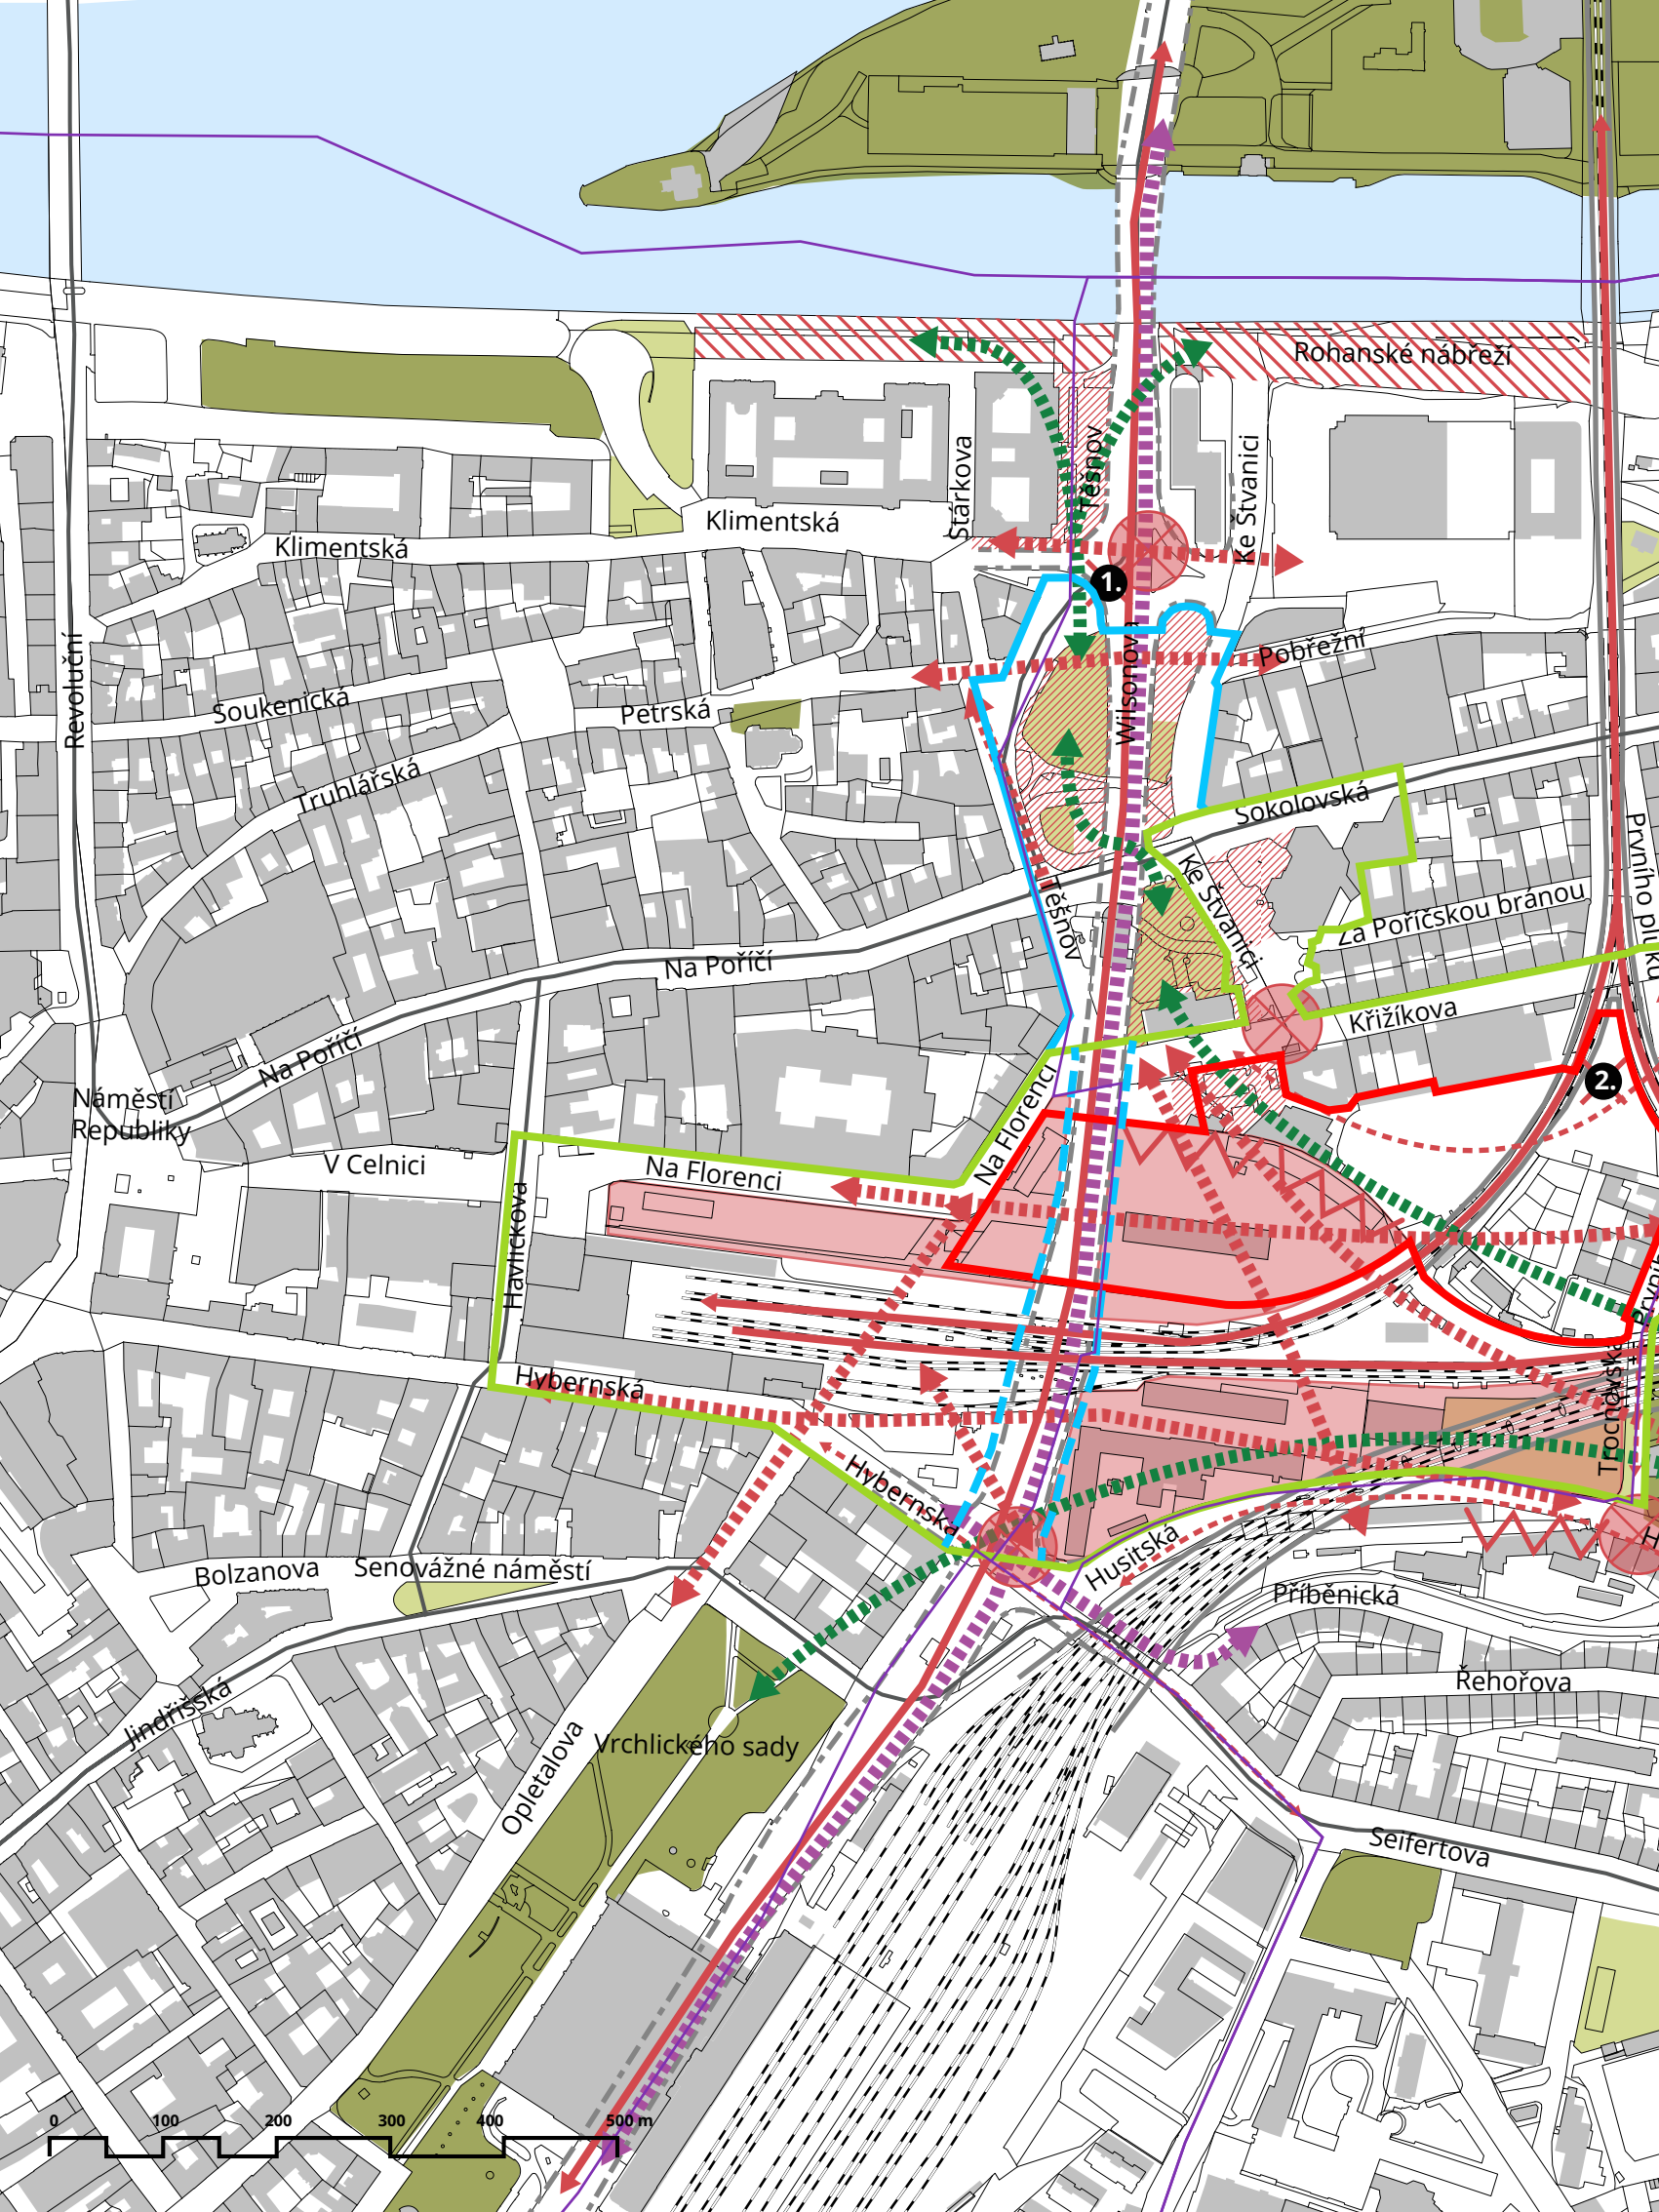 Rohanské nábřeží
Těšnov
Stárkova
Ke Štvanici
Klimentská
Klimentská
1.
Pobřežní
Revoluční
Wilsonova
Soukenická
Petrská
Truhlářská
Sokolovská
Prvního pluku
Ke Štvanici
Těšnov
Za Poříčskou bránou
Na Poříčí
Křižíkova
Na Poříčí
2.
Náměstí
Republiky
Na Florenci
V Celnici
Na Florenci
Havlíčkova
Hybernská
Trocnovská
Hybernská
Husitská
Bolzanova
Senovážné náměstí
Příběnická
Řehořova
Jindřišská
Vrchlického sady
Opletalova
Seifertova
0 100 200 300 400 500 m